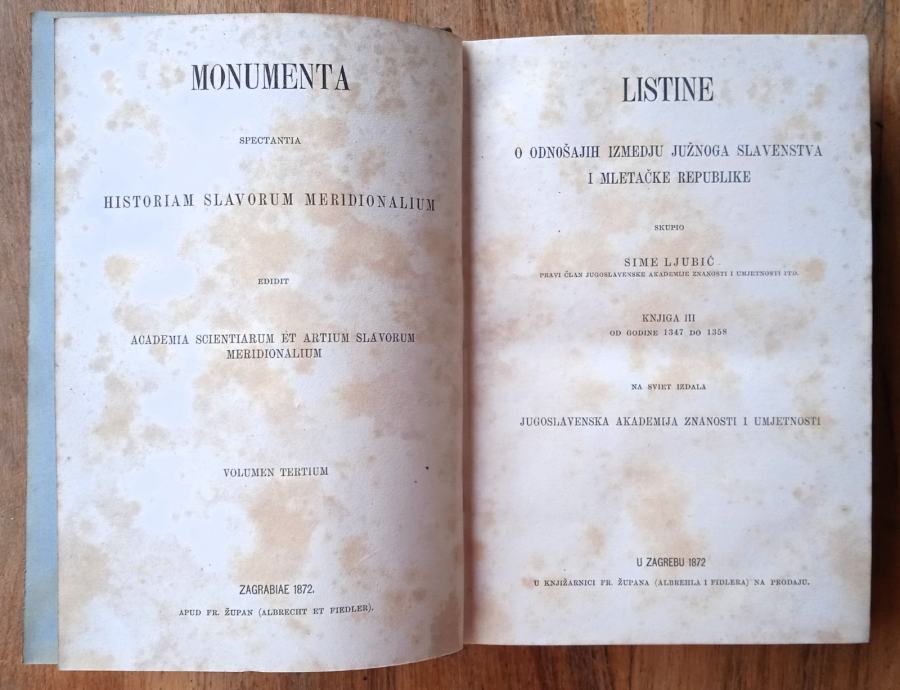 MONUMENTA
SPECTANTIA
HISTORIAM SLAVORUM MERIDIONALIUM
EDIDIT
ACADEMIA SCIENTIARUM ET ARTIUM SLAVORUM
MERIDIONALIUM
VOLUMEN TERTIUM
ZAGRABIAE 1872.
APUD FR. ŽUPAN (ALBRECHT ET FIEDLER).
LISTINE
O ODNOŠAJIH IZMEDJU JUŽNOGA SLAVENSTVA
I MLETAČKE REPUBLIKE
SKUPIO
SIME LJUBIĆ
PRAVI ČLAN JUGOSLAVENSKE AKADEMIJE ZNANOSTI I UMJETNOSTI ITD.
KNJIGA III
OD GODINE 1347 DO 1358
NA SVIET IZDALA
JUGOSLAVENSKA AKADEMIJA ZNANOSTI I UMJETNOSTI
U ZAGREBU 1872
U KNJIŽARNICI FR. ŽUPANA (ALBREHLA I FIDLERA) NA PRODAJU.